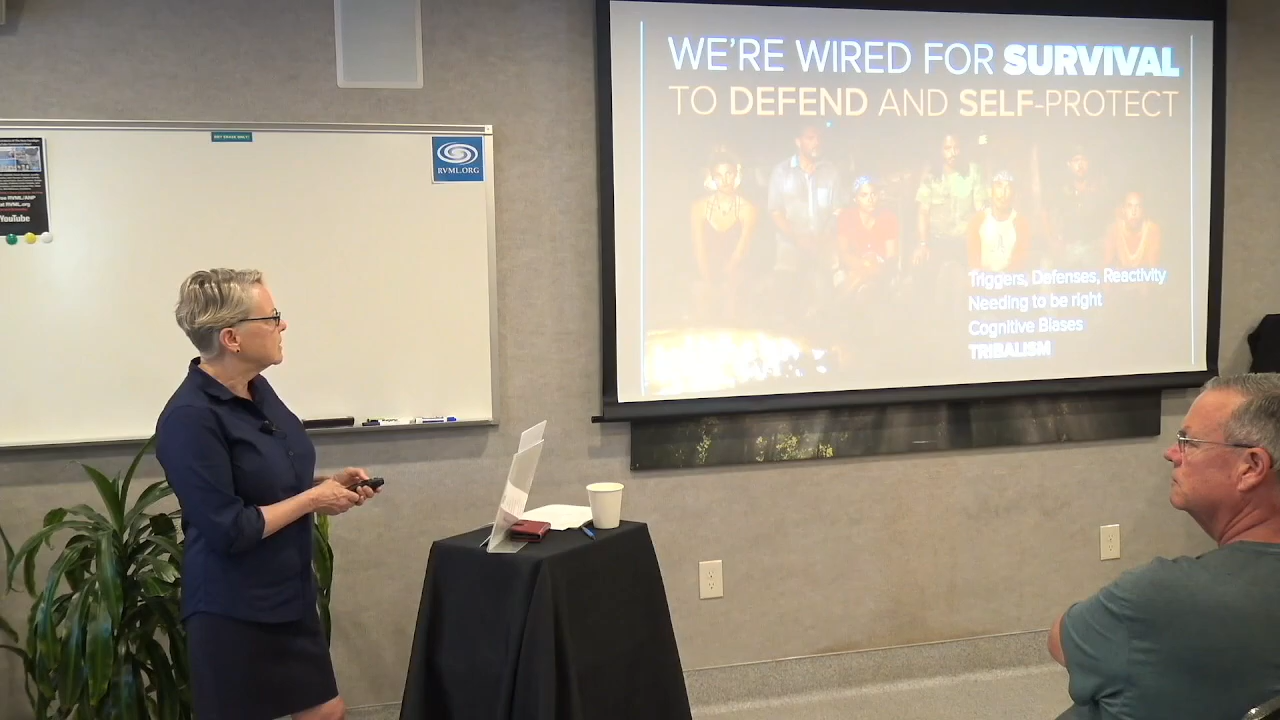 WE'RE WIRED FOR SURVIVAL
TO DEFEND AND SELF-PROTECT
Triggers, Defenses, Reactivity
Needing to be right
Cognitive Biases
TRIBALISM
RVML.ORG
YouTube